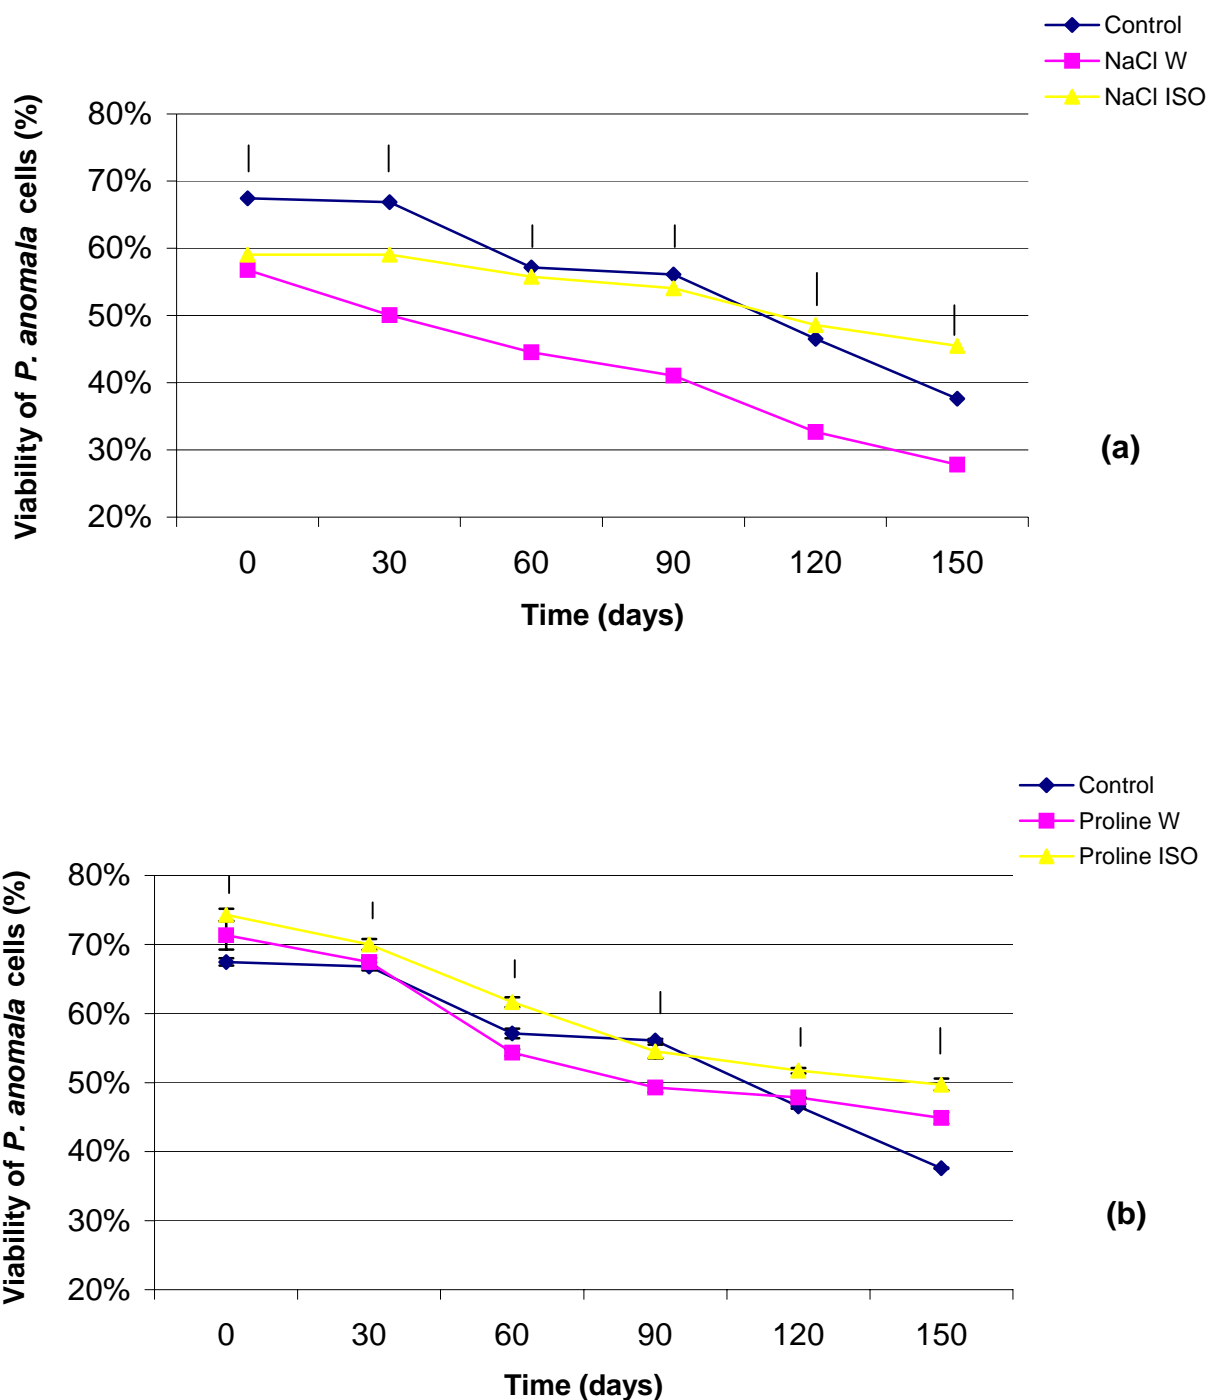 Control
NaCl W
NaCl ISO
Viability of P. anomala cells (%)
80%
70%
60%
50%
40%
30%
20%
0 30 60 90 120 150
Time (days)
(a)
Control
Proline W
Proline ISO
Viability of P. anomala cells (%)
80%
70%
60%
50%
40%
30%
20%
0 30 60 90 120 150
Time (days)
(b)